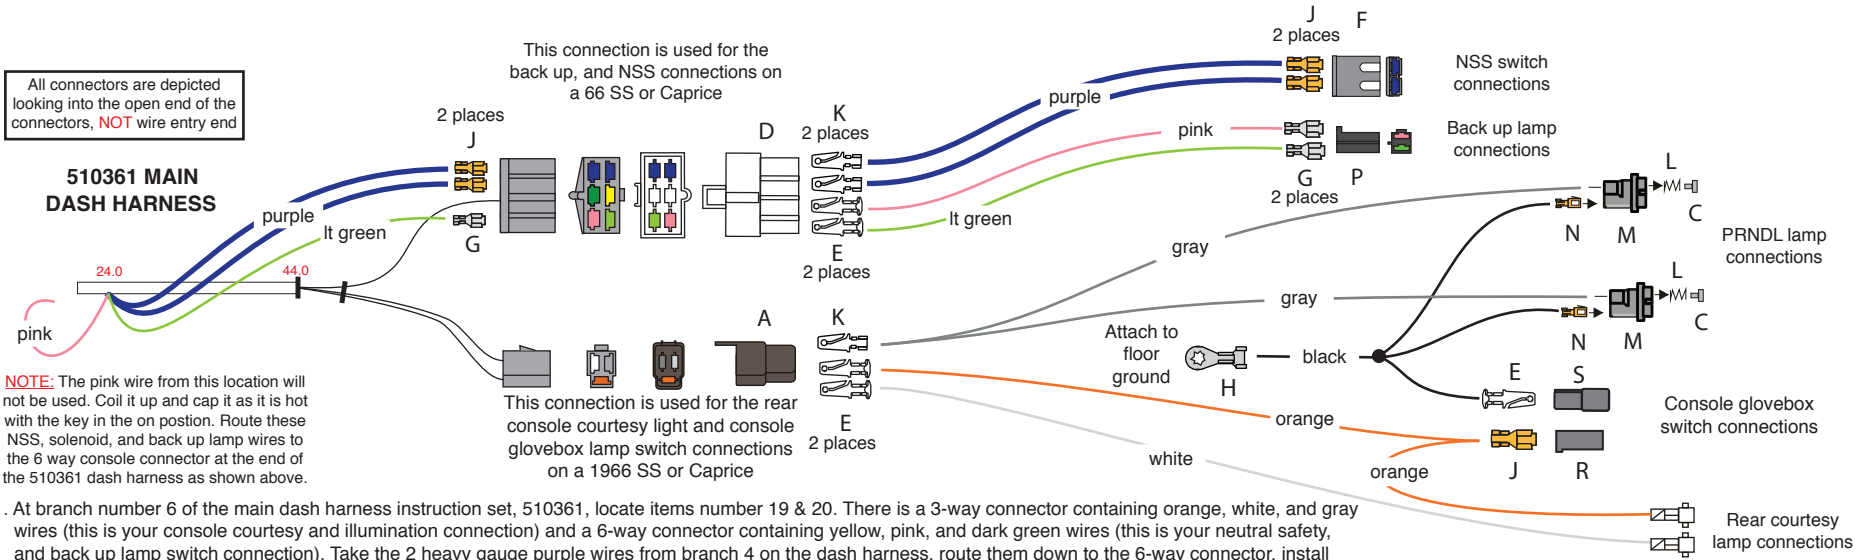 All connectors are depicted
looking into the open end of the
connectors, NOT wire entry end
510361 MAIN
DASH HARNESS
This connection is used for the
back up, and NSS connections on
a 66 SS or Caprice
2 places
J
purple
lt green
G
24.0
44.0
pink
D
K
2 places
E
2 places
purple
pink
lt green
J
2 places
F
NSS switch
connections
Back up lamp
connections
G
2 places
P
gray
gray
L
C
N
M
PRNDL lamp
connections
L
C
N
M
A
K
E
2 places
This connection is used for the rear
console courtesy light and console
glovebox lamp switch connections
on a 1966 SS or Caprice
Attach to
floor
ground
H
black
E
S
Console glovebox
switch connections
orange
J
R
orange
white
Rear courtesy
lamp connections
NOTE: The pink wire from this location will
not be used. Coil it up and cap it as it is hot
with the key in the on postion. Route these
NSS, solenoid, and back up lamp wires to
the 6 way console connector at the end of
the 510361 dash harness as shown above.
. At branch number 6 of the main dash harness instruction set, 510361, locate items number 19 & 20. There is a 3-way connector containing orange, white, and gray
wires (this is your console courtesy and illumination connection) and a 6-way connector containing yellow, pink, and dark green wires (this is your neutral safety,
and back up lamp switch connection). Take the 2 heavy gauge purple wires from branch 4 on the dash harness, route them down to the 6-way connector, install